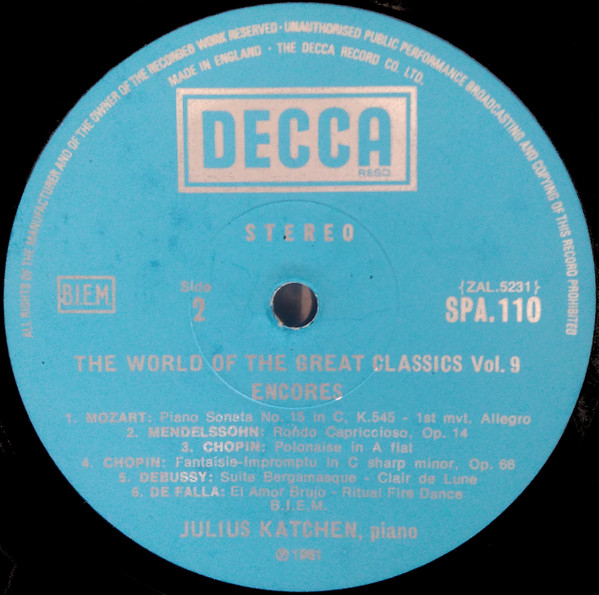 ALL RIGHTS OF THE MANUFACTURER AND OF THE OWNER OF THE RECORDED WORK RESERVED · UNAUTHORISED PUBLIC PERFORMANCE BROADCASTING AND COPYING OF THIS RECORD PROHIBITED
MADE IN ENGLAND · THE DECCA RECORD CO. LTD.
DECCA
REGD
STEREO
B.I.E.M. Side 2 {ZAL.5231} SPA.110
THE WORLD OF THE GREAT CLASSICS Vol. 9
ENCORES
1. MOZART: Piano Sonata No. 15 in C, K.545 - 1st mvt. Allegro
2. MENDELSSOHN: Rondo Capriccioso, Op. 14
3. CHOPIN: Polonaise in A flat
4. CHOPIN: Fantaisie-Impromptu in C sharp minor, Op. 66
5. DEBUSSY: Suite Bergamasque - Clair de Lune
6. DE FALLA: El Amor Brujo - Ritual Fire Dance
B.I.E.M.
JULIUS KATCHEN, piano
℗ 1961